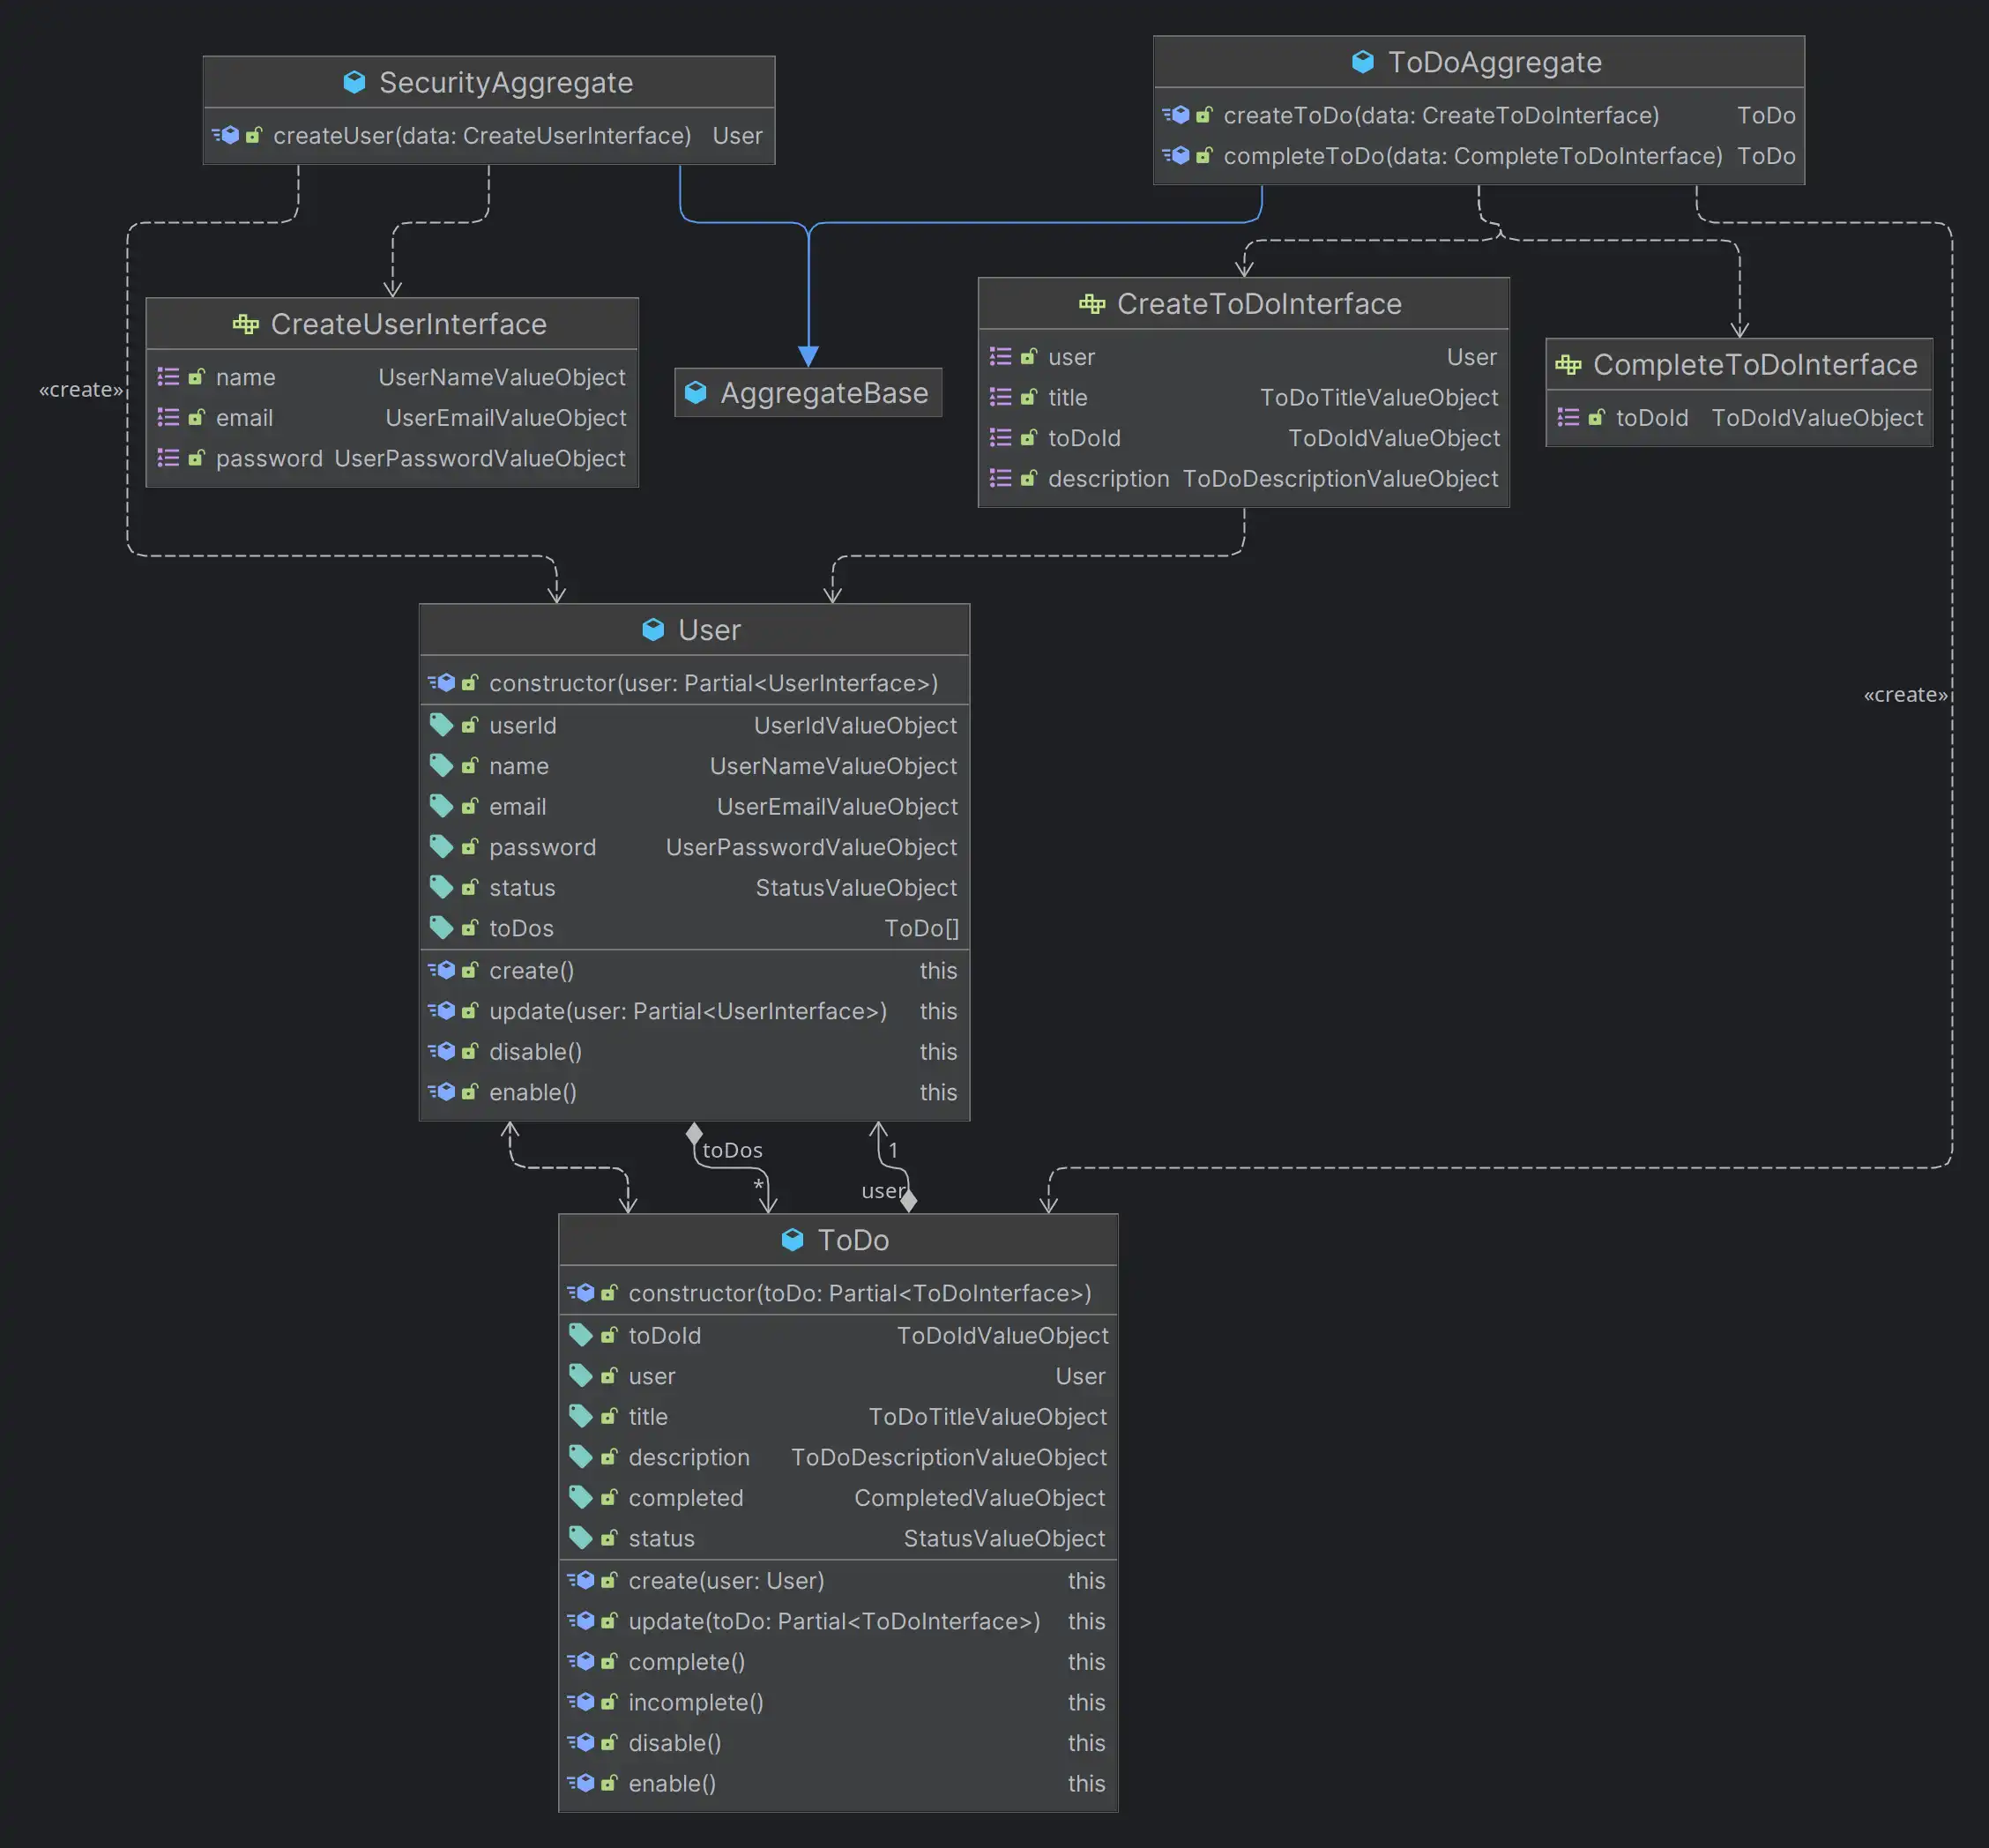 SecurityAggregate
createUser(data: CreateUserInterface) User
ToDoAggregate
createToDo(data: CreateToDoInterface) ToDo
completeToDo(data: CompleteToDoInterface) ToDo
«create»
CreateUserInterface
name UserNameValueObject
email UserEmailValueObject
password UserPasswordValueObject
AggregateBase
CreateToDoInterface
user User
title ToDoTitleValueObject
toDoId ToDoIdValueObject
description ToDoDescriptionValueObject
CompleteToDoInterface
toDoId ToDoIdValueObject
«create»
User
constructor(user: Partial<UserInterface>)
userId UserIdValueObject
name UserNameValueObject
email UserEmailValueObject
password UserPasswordValueObject
status StatusValueObject
toDos ToDo[]
create() this
update(user: Partial<UserInterface>) this
disable() this
enable() this
toDos
*
1
user
ToDo
constructor(toDo: Partial<ToDoInterface>)
toDoId ToDoIdValueObject
user User
title ToDoTitleValueObject
description ToDoDescriptionValueObject
completed CompletedValueObject
status StatusValueObject
create(user: User) this
update(toDo: Partial<ToDoInterface>) this
complete() this
incomplete() this
disable() this
enable() this